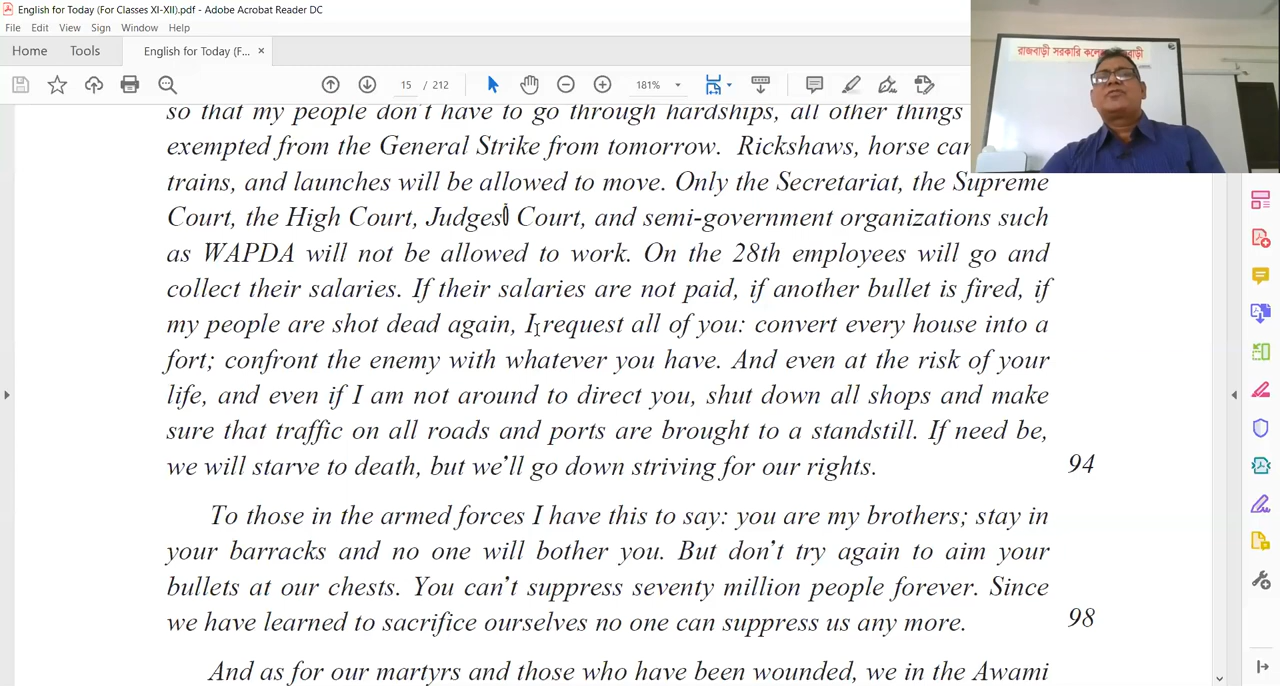 English for Today (For Classes XI-XII).pdf - Adobe Acrobat Reader DC
File Edit View Sign Window Help
Home Tools English for Today (F... ×
15 / 212 181%
রাজবাড়ী সরকারি
so that my people don't have to go through hardships, all other things
exempted from the General Strike from tomorrow. Rickshaws, horse
trains, and launches will be allowed to move. Only the Secretariat, the Supreme
Court, the High Court, Judges Court, and semi-government organizations such
as WAPDA will not be allowed to work. On the 28th employees will go and
collect their salaries. If their salaries are not paid, if another bullet is fired, if
my people are shot dead again, I request all of you: convert every house into a
fort; confront the enemy with whatever you have. And even at the risk of your
life, and even if I am not around to direct you, shut down all shops and make
sure that traffic on all roads and ports are brought to a standstill. If need be,
we will starve to death, but we'll go down striving for our rights. 94
To those in the armed forces I have this to say: you are my brothers; stay in
your barracks and no one will bother you. But don't try again to aim your
bullets at our chests. You can't suppress seventy million people forever. Since
we have learned to sacrifice ourselves no one can suppress us any more. 98
And as for our martyrs and those who have been wounded, we in the Awami